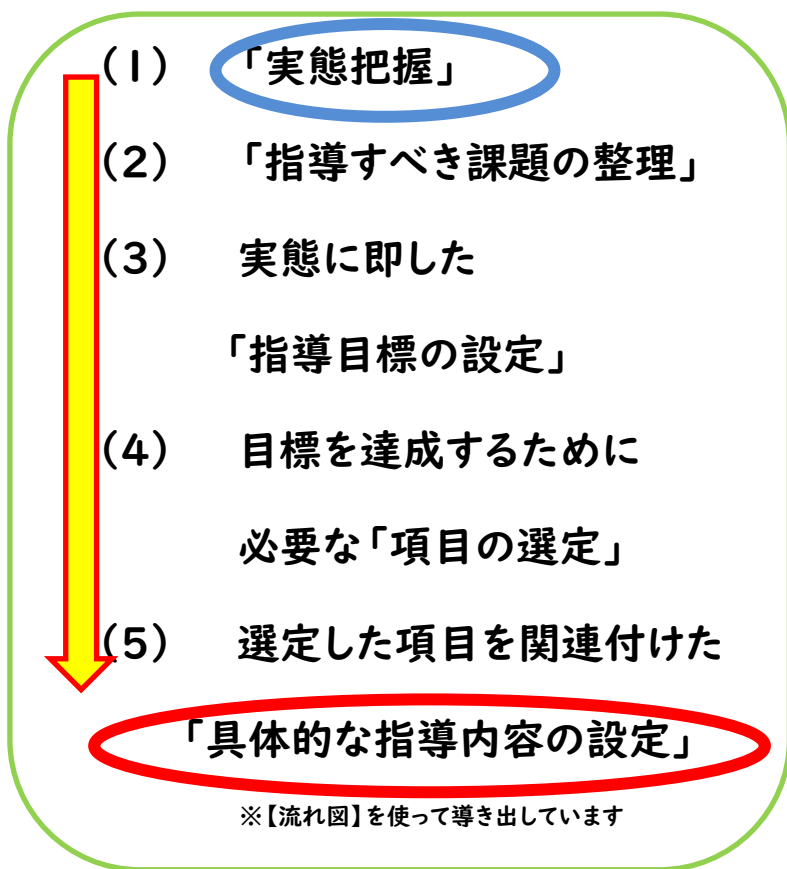 (1) 「実態把握」
(2) 「指導すべき課題の整理」
(3) 実態に即した
「指導目標の設定」
(4) 目標を達成するために
必要な「項目の選定」
(5) 選定した項目を関連付けた
「具体的な指導内容の設定」
※【流れ図】を使って導き出しています